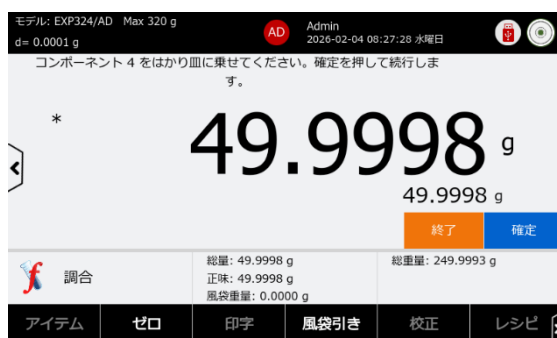 モデル: EXP324/AD Max 320 g
d= 0.0001 g
AD
Admin
2026-02-04 08:27:28 水曜日
コンポーネント 4 をはかり皿に乗せてください。確定を押して続行しま
す。
*
49.9998 g
49.9998 g
終了
確定
調合
総量: 49.9998 g
正味: 49.9998 g
風袋重量: 0.0000 g
総重量: 249.9993 g
アイテム
ゼロ
印字
風袋引き
校正
レシピ